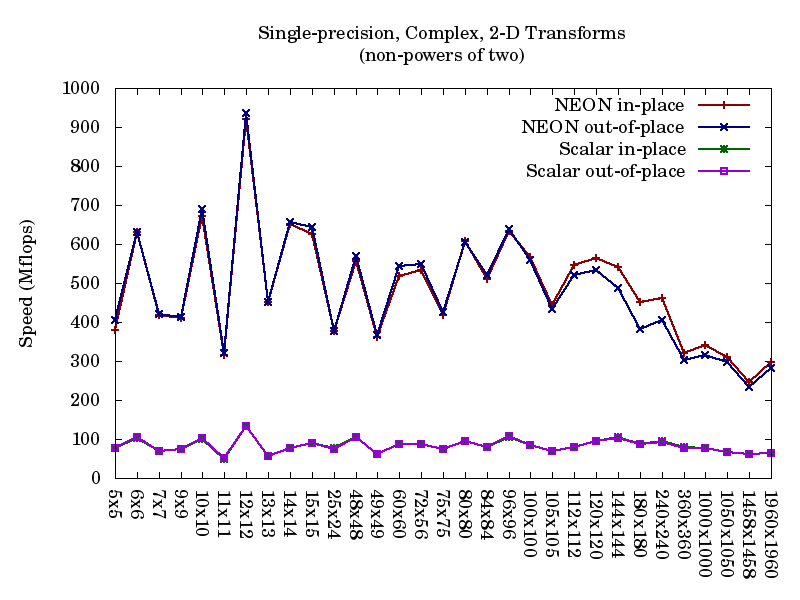 Single-precision, Complex, 2-D Transforms
(non-powers of two)
1000
900
800
700
600
500
400
300
200
100
0
Speed (Mflops)
NEON in-place
NEON out-of-place
Scalar in-place
Scalar out-of-place
5x5
6x6
7x7
9x9
10x10
11x11
12x12
13x13
14x14
15x15
25x24
48x48
49x49
60x60
72x56
75x75
80x80
84x84
96x96
100x100
105x105
112x112
120x120
144x144
180x180
240x240
360x360
1000x1000
1050x1050
1458x1458
1960x1960